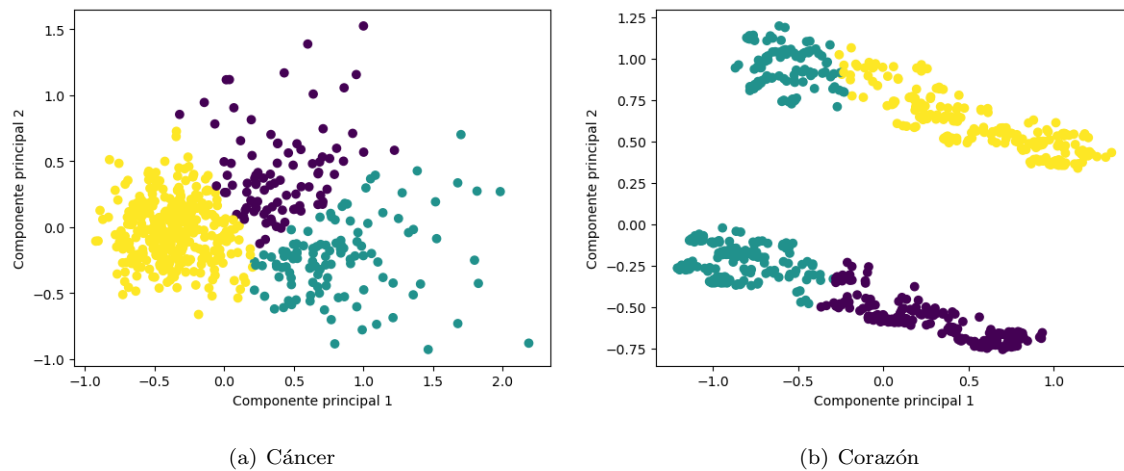 1.5
1.0
0.5
0.0
−0.5
−1.0
Componente principal 2
−1.0 −0.5 0.0 0.5 1.0 1.5 2.0
Componente principal 1
(a) Cáncer
1.25
1.00
0.75
0.50
0.25
0.00
−0.25
−0.50
−0.75
Componente principal 2
−1.0 −0.5 0.0 0.5 1.0
Componente principal 1
(b) Corazón